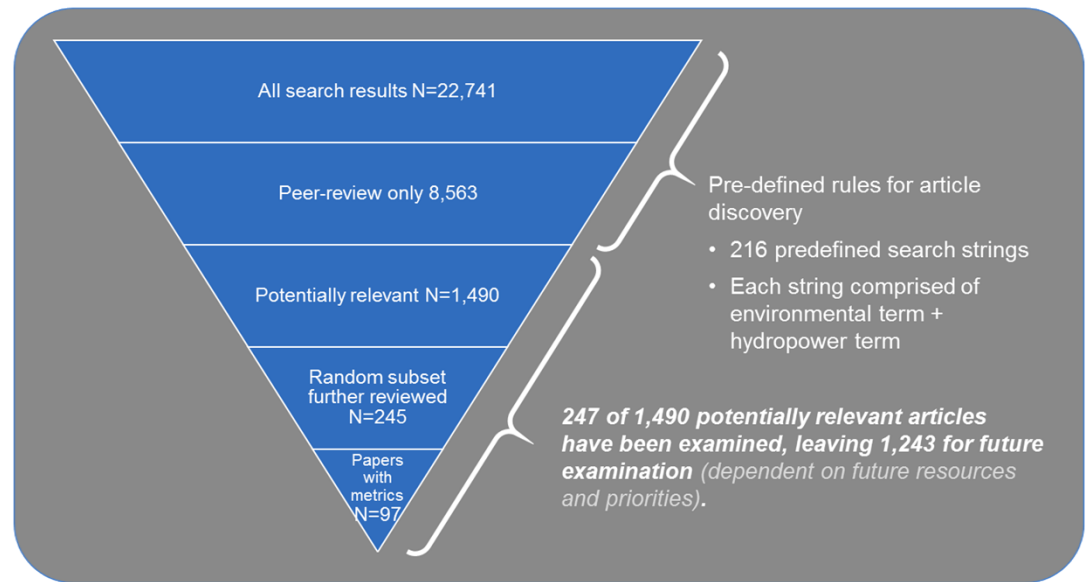 All search results N=22,741
Peer-review only 8,563
Potentially relevant N=1,490
Random subset
further reviewed
N=245
Papers
with
metrics
N=97
Pre-defined rules for article
discovery
• 216 predefined search strings
• Each string comprised of
environmental term +
hydropower term
247 of 1,490 potentially relevant articles
have been examined, leaving 1,243 for future
examination (dependent on future resources
and priorities).